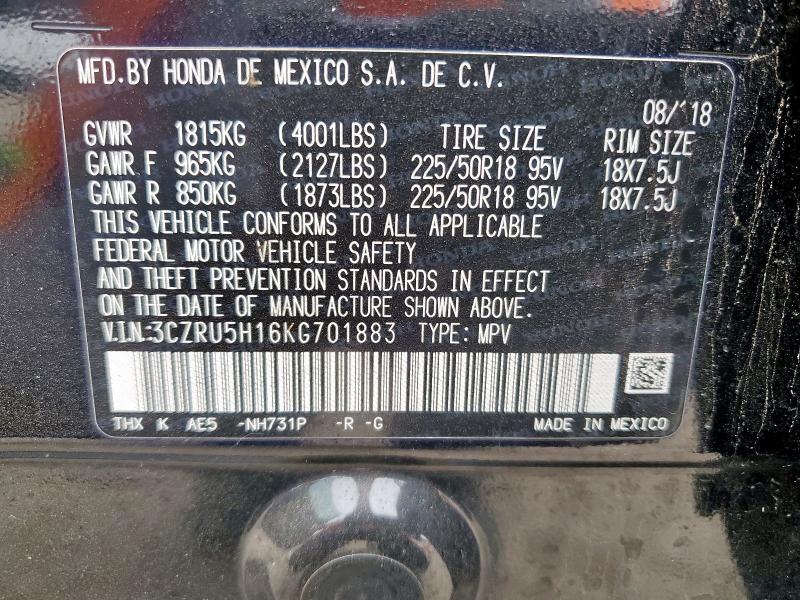 MFD.BY HONDA DE MEXICO S.A. DE C.V.
08/18
GVWR 1815KG (4001LBS) TIRE SIZE RIM SIZE
GAWR F 965KG (2127LBS) 225/50R18 95V 18X7.5J
GAWR R 850KG (1873LBS) 225/50R18 95V 18X7.5J
THIS VEHICLE CONFORMS TO ALL APPLICABLE
FEDERAL MOTOR VEHICLE SAFETY
AND THEFT PREVENTION STANDARDS IN EFFECT
ON THE DATE OF MANUFACTURE SHOWN ABOVE.
V.I.N:3CZRU5H16KG701883 TYPE: MPV
THX K AE5 -NH731P -R -G MADE IN MEXICO